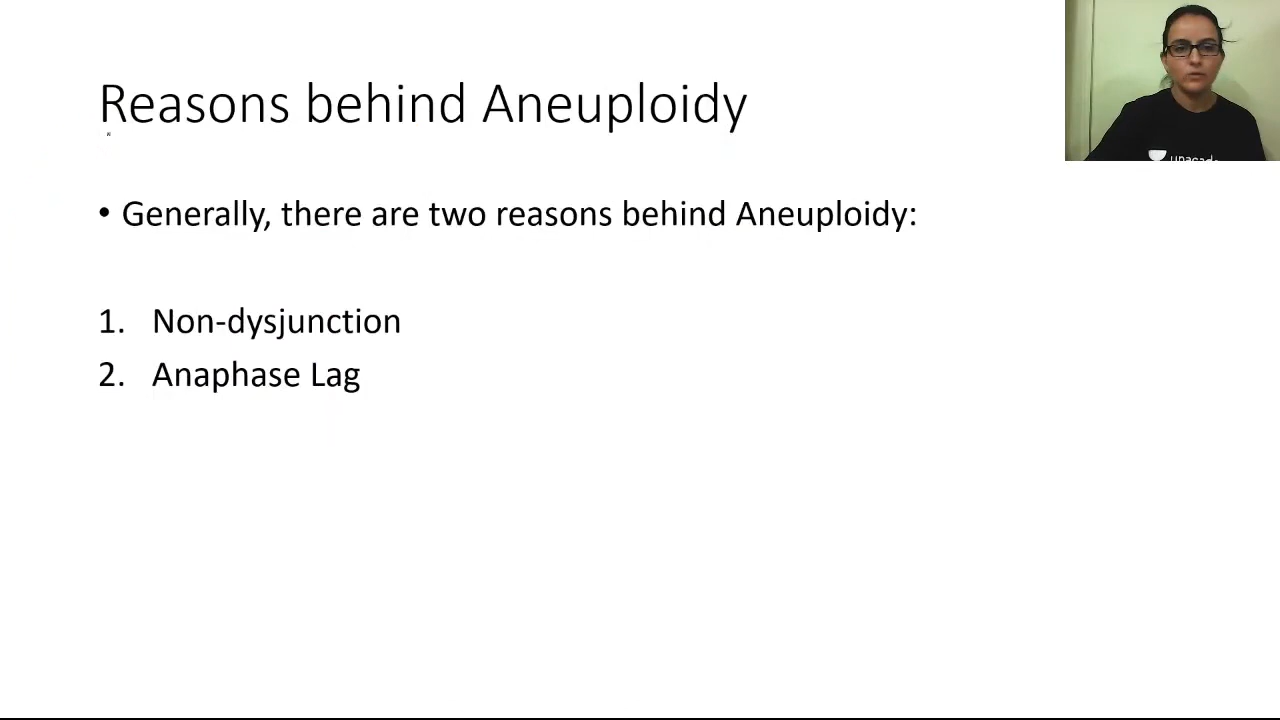 Reasons behind Aneuploidy
• Generally, there are two reasons behind Aneuploidy:
1. Non-dysjunction
2. Anaphase Lag